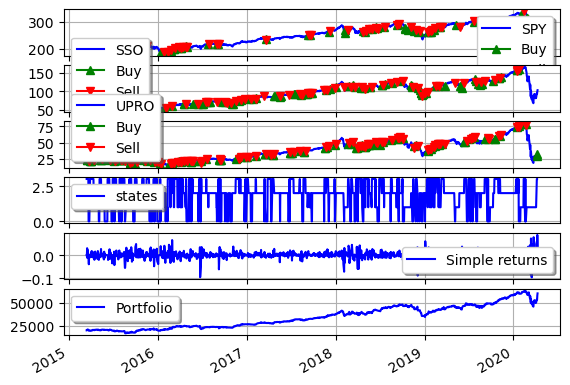 300
200
SPY
Buy
SSO
Buy
Sell
150
100
50
UPRO
Buy
Sell
75
50
25
2.5
0.0
states
0.0
−0.1
Simple returns
50000
25000
Portfolio
2015
2016
2017
2018
2019
2020